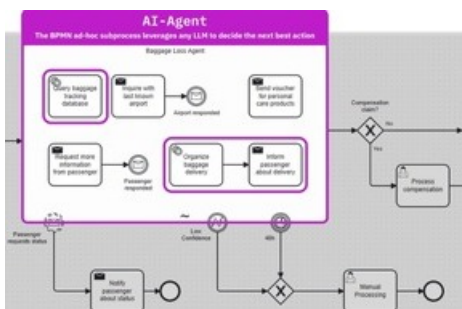 AI-Agent
The BPMN ad-hoc subprocess leverages any LLM to decide the next best action
Baggage Loss Agent
Query baggage
tracking
database
Inquire with
last known
airport
Airport responded
Send voucher
for personal
care products
Request more
information
from passenger
Passenger
responded
Organize
baggage
delivery
Inform
passenger
about delivery
Compensation
claim?
No
Yes
Process
compensation
Passenger
requests status
~
Low
Confidence
48h
Notify
passenger
about status
Manual
Processing